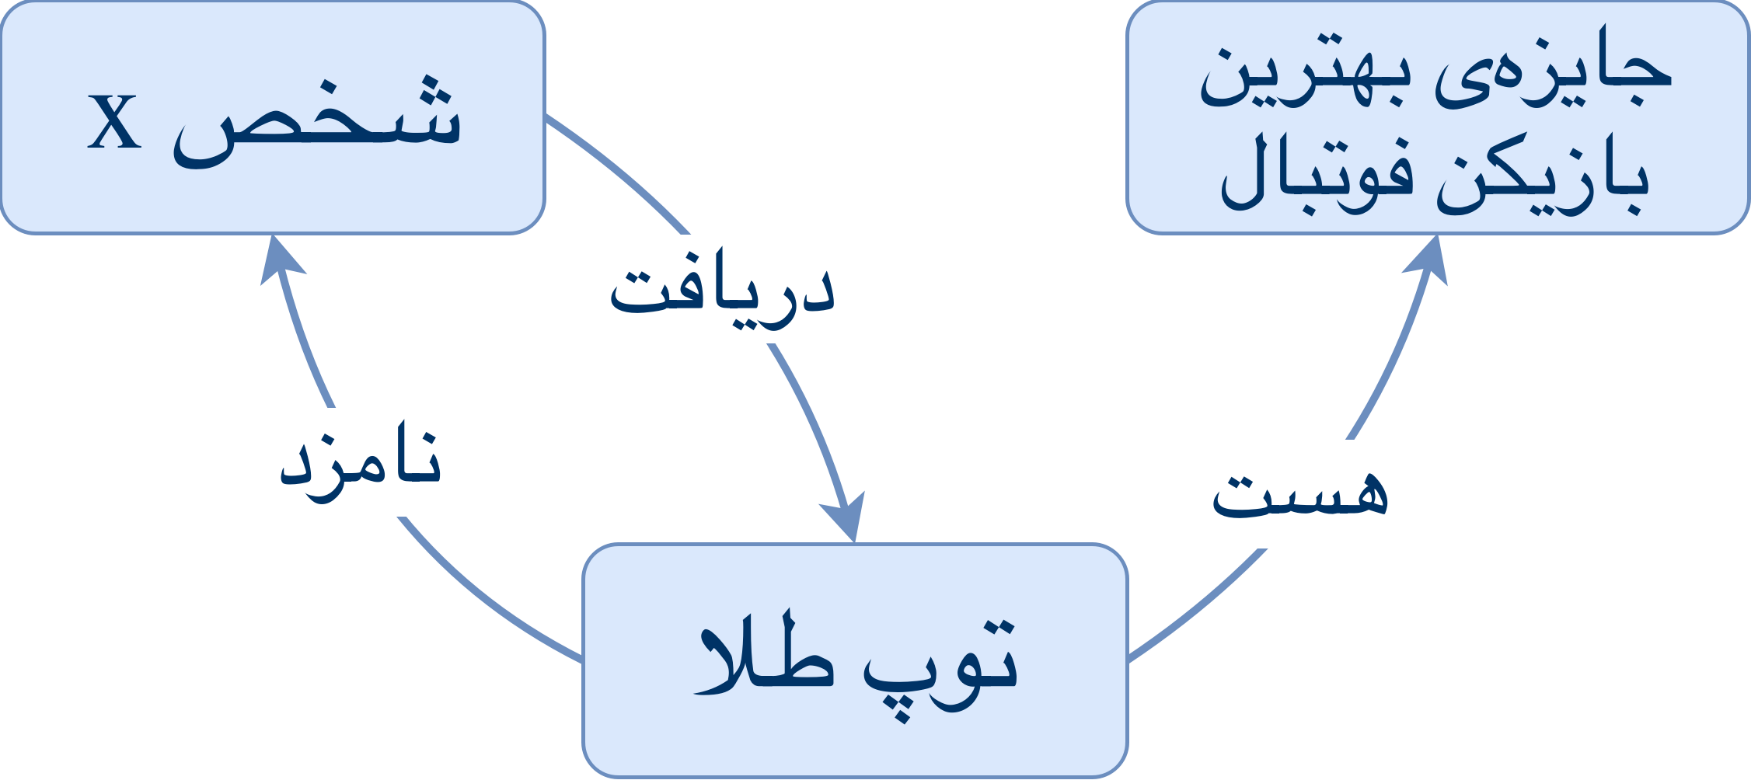 جایزه‌ی بهترین
بازیکن فوتبال
شخص x
دریافت
نامزد
هست
توپ طلا